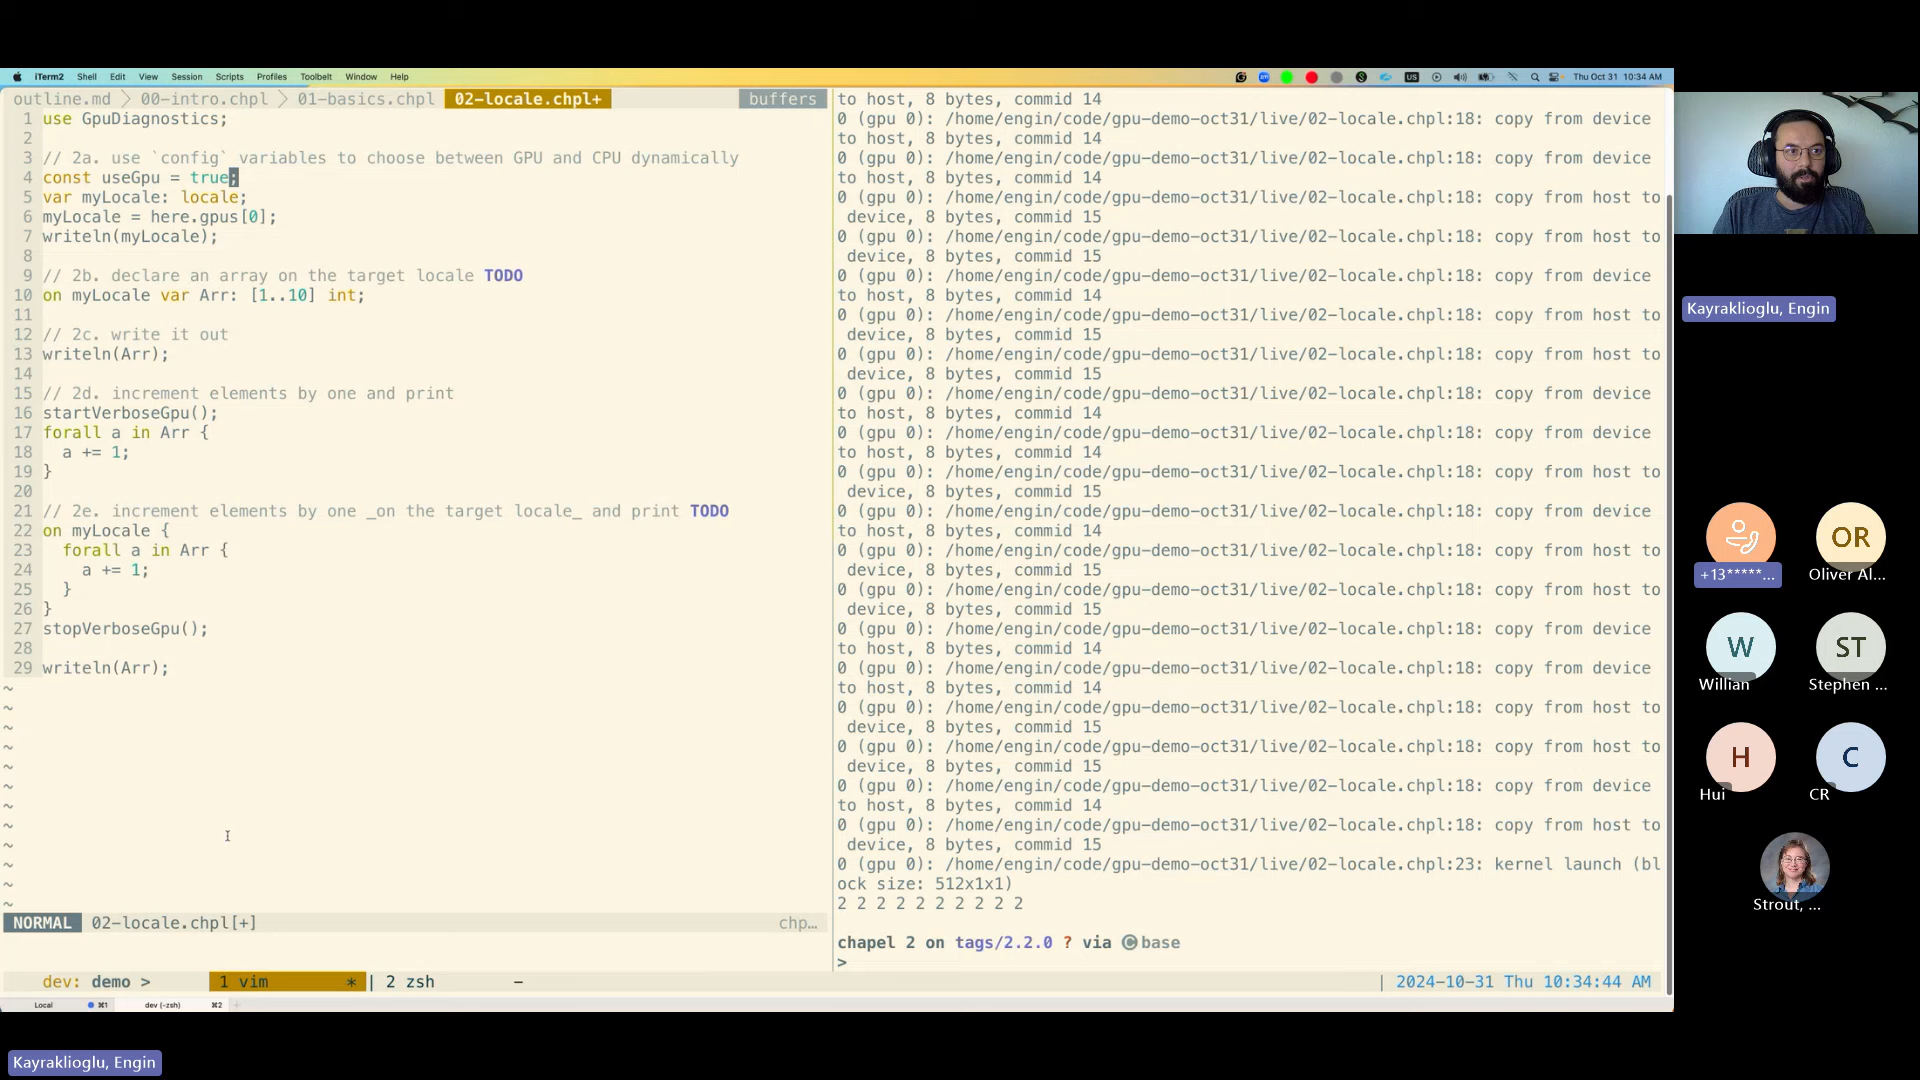 iTerm2 Shell Edit View Session Scripts Profiles Toolbelt Window Help
US
Thu Oct 31 10:34 AM
outline.md 00-intro.chpl 01-basics.chpl 02-locale.chpl+ buffers
1 use GpuDiagnostics;
2
3 // 2a. use `config` variables to choose between GPU and CPU dynamically
4 const useGpu = true;
5 var myLocale: locale;
6 myLocale = here.gpus[0];
7 writeln(myLocale);
8
9 // 2b. declare an array on the target locale TODO
10 on myLocale var Arr: [1..10] int;
11
12 // 2c. write it out
13 writeln(Arr);
14
15 // 2d. increment elements by one and print
16 startVerboseGpu();
17 forall a in Arr {
18   a += 1;
19 }
20
21 // 2e. increment elements by one _on the target locale_ and print TODO
22 on myLocale {
23   forall a in Arr {
24     a += 1;
25   }
26 }
27 stopVerboseGpu();
28
29 writeln(Arr);
~
~
~
~
~
~
~
~
~
~
~
~
NORMAL 02-locale.chpl[+] chp…
to host, 8 bytes, commid 14
0 (gpu 0): /home/engin/code/gpu-demo-oct31/live/02-locale.chpl:18: copy from device
to host, 8 bytes, commid 14
0 (gpu 0): /home/engin/code/gpu-demo-oct31/live/02-locale.chpl:18: copy from device
to host, 8 bytes, commid 14
0 (gpu 0): /home/engin/code/gpu-demo-oct31/live/02-locale.chpl:18: copy from host to
device, 8 bytes, commid 15
0 (gpu 0): /home/engin/code/gpu-demo-oct31/live/02-locale.chpl:18: copy from host to
device, 8 bytes, commid 15
0 (gpu 0): /home/engin/code/gpu-demo-oct31/live/02-locale.chpl:18: copy from device
to host, 8 bytes, commid 14
0 (gpu 0): /home/engin/code/gpu-demo-oct31/live/02-locale.chpl:18: copy from host to
device, 8 bytes, commid 15
0 (gpu 0): /home/engin/code/gpu-demo-oct31/live/02-locale.chpl:18: copy from host to
device, 8 bytes, commid 15
0 (gpu 0): /home/engin/code/gpu-demo-oct31/live/02-locale.chpl:18: copy from device
to host, 8 bytes, commid 14
0 (gpu 0): /home/engin/code/gpu-demo-oct31/live/02-locale.chpl:18: copy from device
to host, 8 bytes, commid 14
0 (gpu 0): /home/engin/code/gpu-demo-oct31/live/02-locale.chpl:18: copy from host to
device, 8 bytes, commid 15
0 (gpu 0): /home/engin/code/gpu-demo-oct31/live/02-locale.chpl:18: copy from device
to host, 8 bytes, commid 14
0 (gpu 0): /home/engin/code/gpu-demo-oct31/live/02-locale.chpl:18: copy from host to
device, 8 bytes, commid 15
0 (gpu 0): /home/engin/code/gpu-demo-oct31/live/02-locale.chpl:18: copy from host to
device, 8 bytes, commid 15
0 (gpu 0): /home/engin/code/gpu-demo-oct31/live/02-locale.chpl:18: copy from device
to host, 8 bytes, commid 14
0 (gpu 0): /home/engin/code/gpu-demo-oct31/live/02-locale.chpl:18: copy from device
to host, 8 bytes, commid 14
0 (gpu 0): /home/engin/code/gpu-demo-oct31/live/02-locale.chpl:18: copy from host to
device, 8 bytes, commid 15
0 (gpu 0): /home/engin/code/gpu-demo-oct31/live/02-locale.chpl:18: copy from host to
device, 8 bytes, commid 15
0 (gpu 0): /home/engin/code/gpu-demo-oct31/live/02-locale.chpl:18: copy from device
to host, 8 bytes, commid 14
0 (gpu 0): /home/engin/code/gpu-demo-oct31/live/02-locale.chpl:18: copy from host to
device, 8 bytes, commid 15
0 (gpu 0): /home/engin/code/gpu-demo-oct31/live/02-locale.chpl:23: kernel launch (bl
ock size: 512x1x1)
2 2 2 2 2 2 2 2 2 2
chapel 2 on tags/2.2.0 ? via C base
>
dev: demo > 1 vim * | 2 zsh - | 2024-10-31 Thu 10:34:44 AM
Local ⌘1 dev (-zsh) ⌘2 +
Kayraklioglu, Engin
+13*****...
OR
Oliver Al...
W
Willian
ST
Stephen ...
H
Hui
C
CR
Strout, ...
Kayraklioglu, Engin